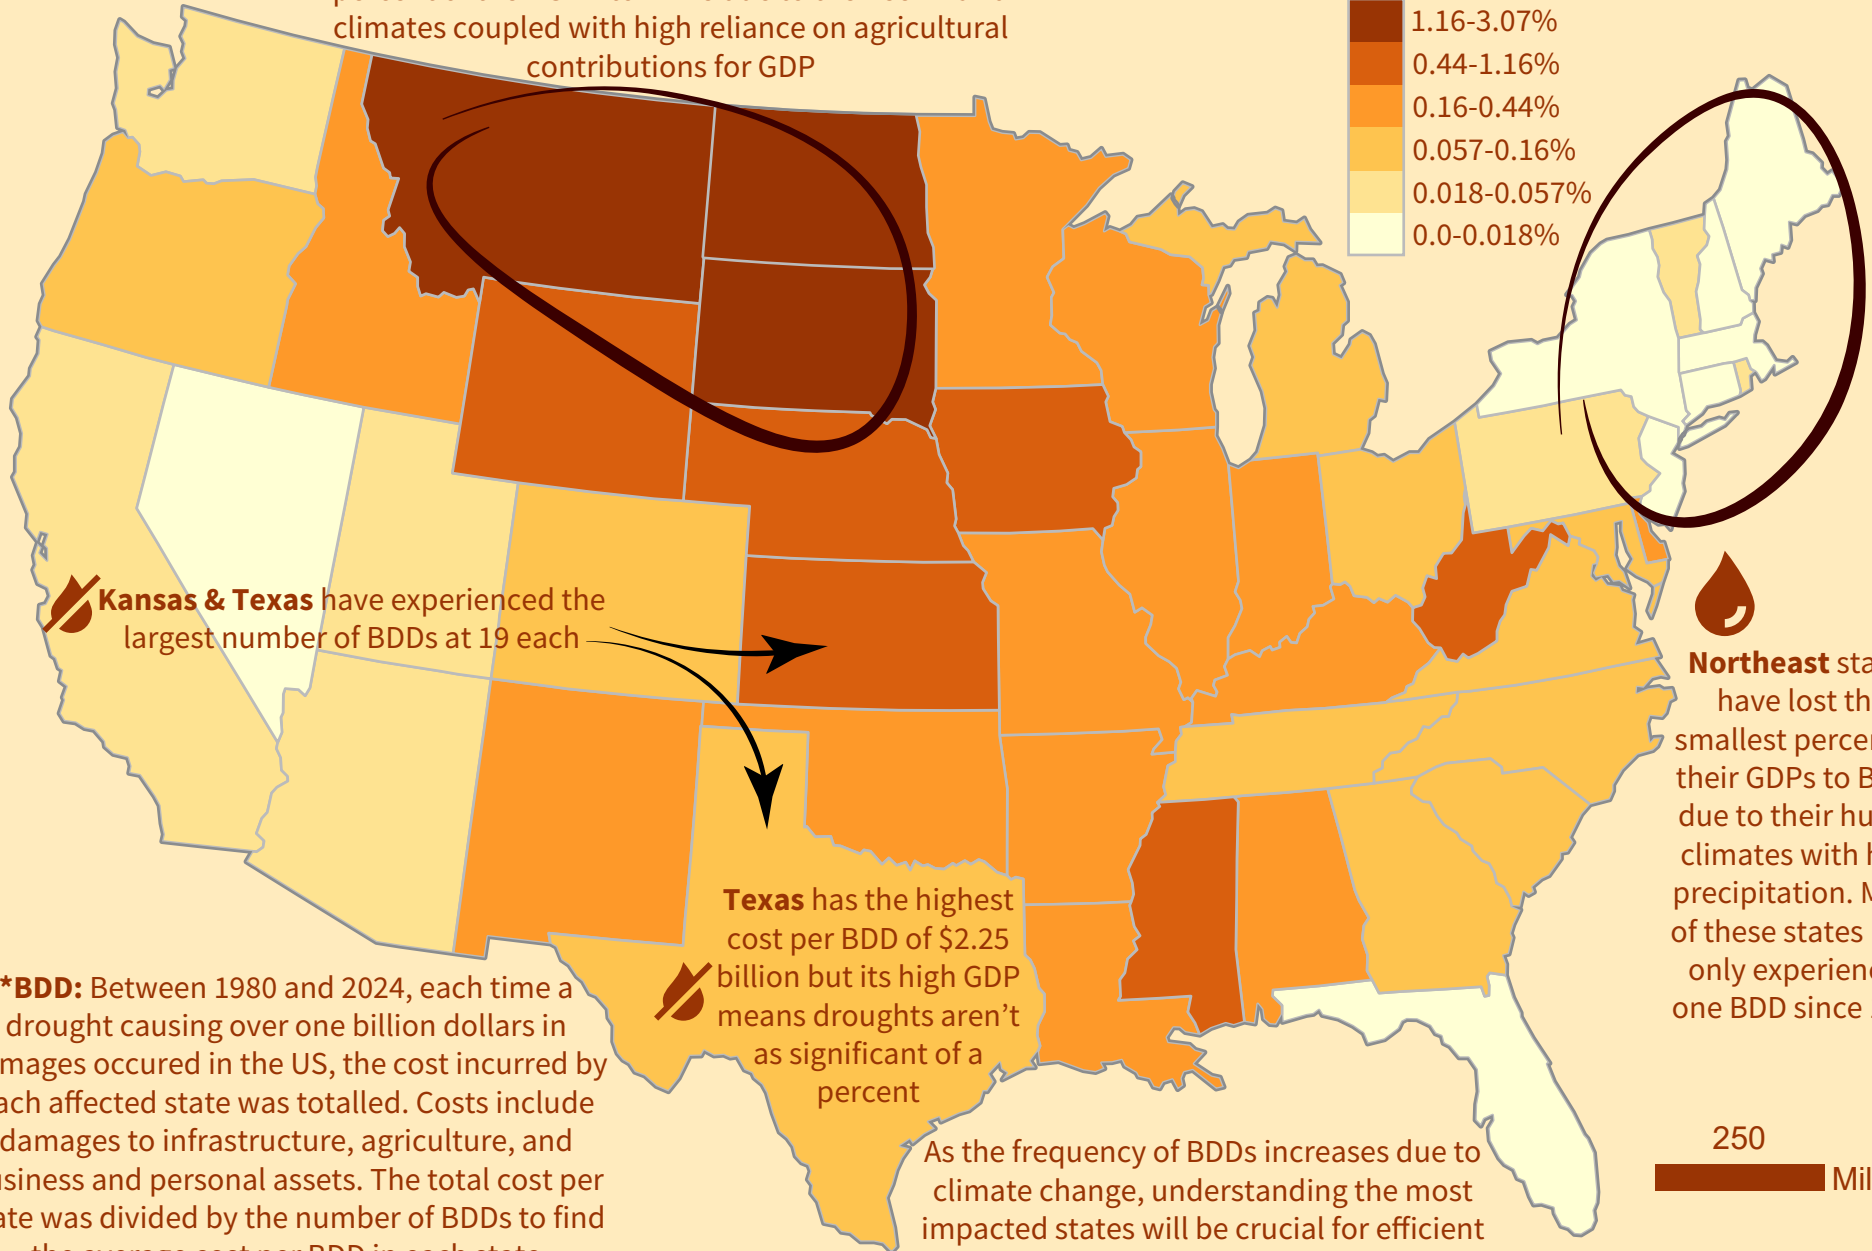 climates coupled with high reliance on agricultural
contributions for GDP
1.16-3.07%
0.44-1.16%
0.16-0.44%
0.057-0.16%
0.018-0.057%
0.0-0.018%
Kansas & Texas have experienced the
largest number of BDDs at 19 each
Northeast sta
have lost th
smallest percen
their GDPs to B
due to their hu
climates with h
precipitation. M
of these states
only experienc
one BDD since
Texas has the highest
cost per BDD of $2.25
billion but its high GDP
means droughts aren't
as significant of a
percent
*BDD: Between 1980 and 2024, each time a
drought causing over one billion dollars in
mages occured in the US, the cost incurred by
ach affected state was totalled. Costs include
damages to infrastructure, agriculture, and
usiness and personal assets. The total cost per
ate was divided by the number of BDDs to find
the average cost per BDD in each state
As the frequency of BDDs increases due to
climate change, understanding the most
impacted states will be crucial for efficient
250
Mil